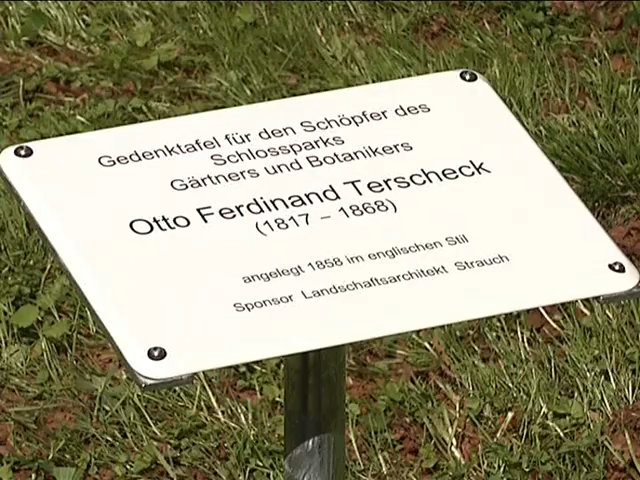 Gedenktafel für den Schöpfer des
Schlossparks
Gärtners und Botanikers
Otto Ferdinand Terscheck
(1817 – 1868)
angelegt 1858 im englischen Stil
Sponsor Landschaftsarchitekt Strauch